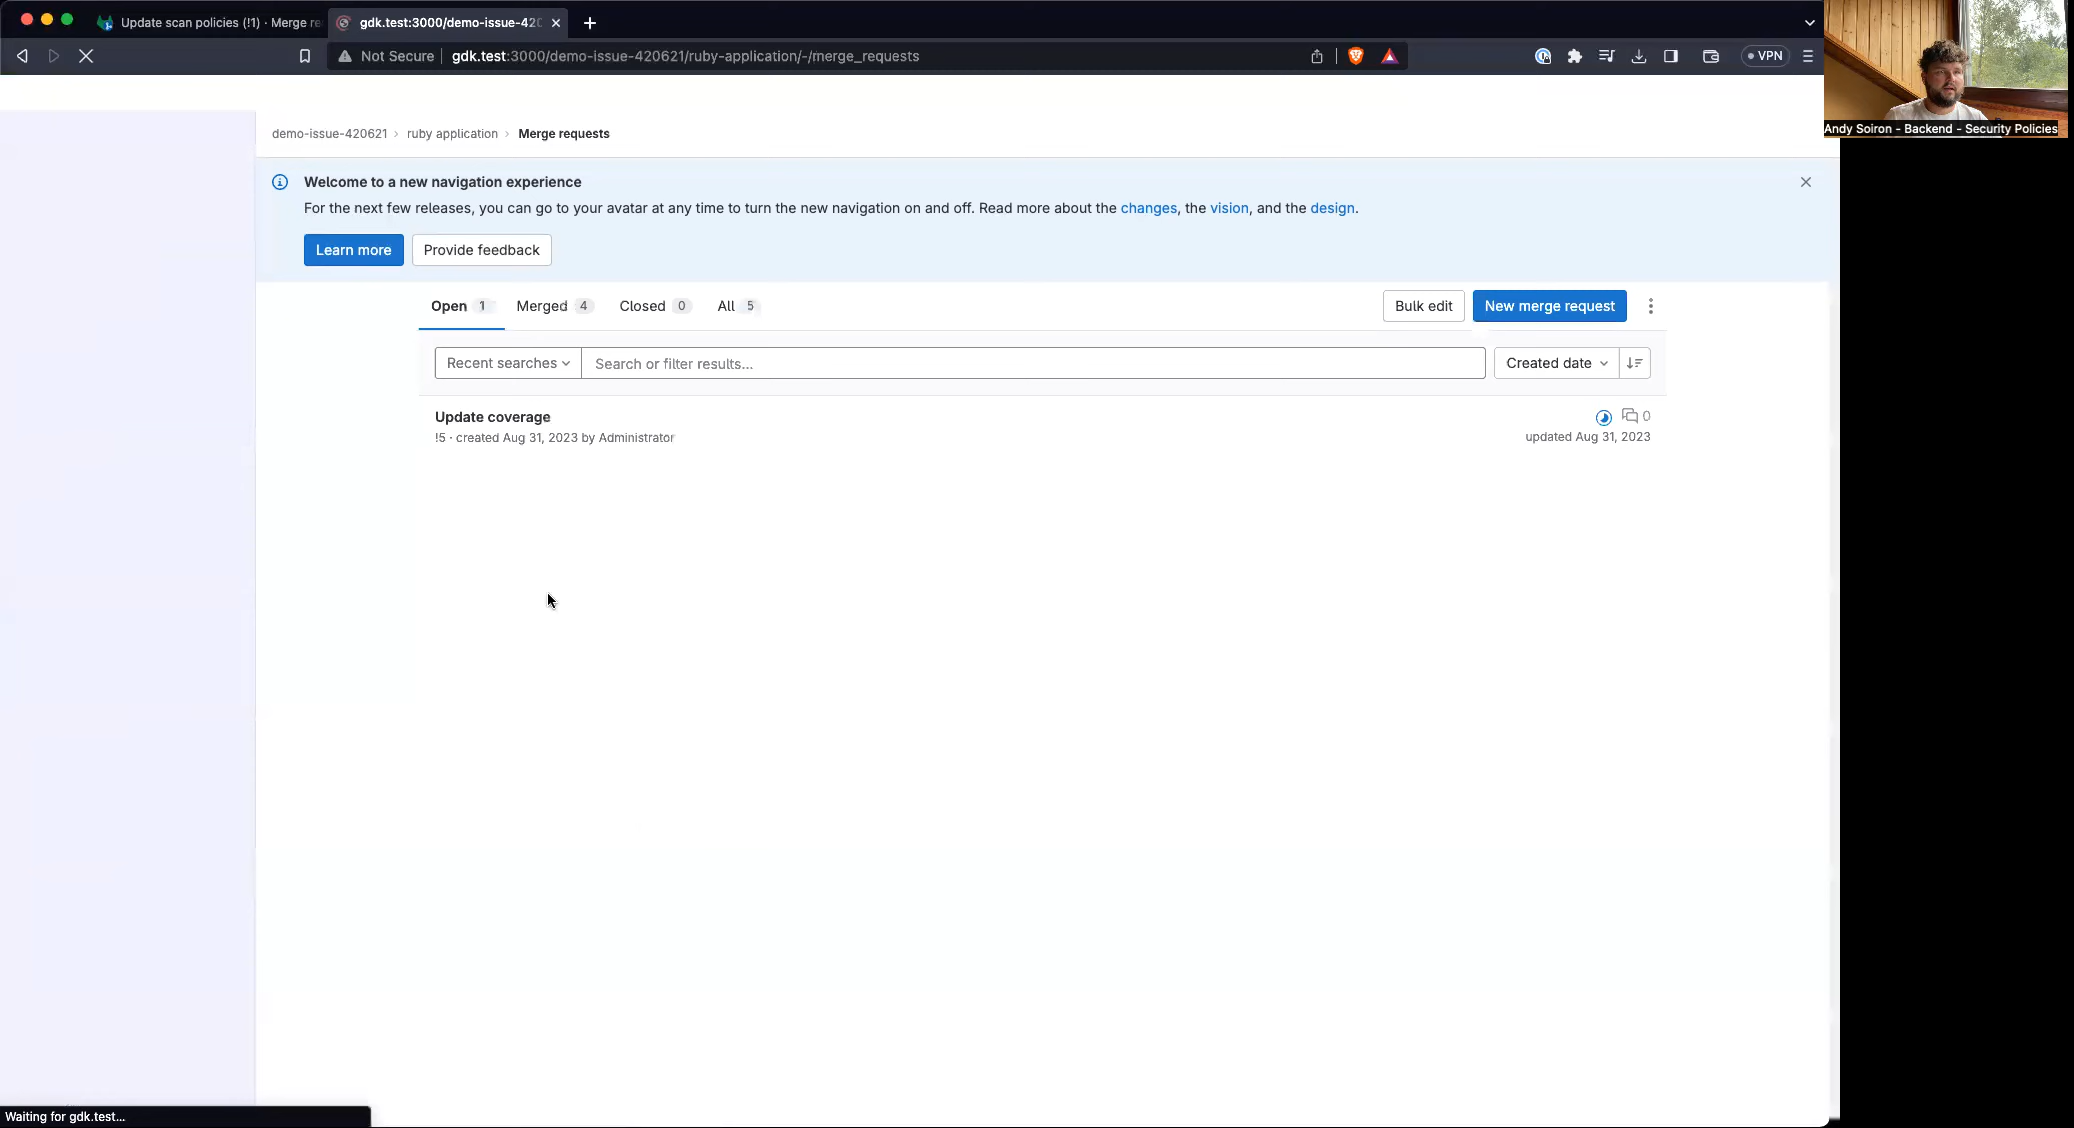 Update scan policies (!1) · Merge re
gdk.test:3000/demo-issue-420
Not Secure gdk.test:3000/demo-issue-420621/ruby-application/-/merge_requests
VPN
Andy Soiron - Backend - Security Policies
demo-issue-420621 › ruby application › Merge requests
Welcome to a new navigation experience
For the next few releases, you can go to your avatar at any time to turn the new navigation on and off. Read more about the changes, the vision, and the design.
Learn more Provide feedback
Open 1 Merged 4 Closed 0 All 5 Bulk edit New merge request
Recent searches Search or filter results... Created date
Update coverage 0
!5 · created Aug 31, 2023 by Administrator updated Aug 31, 2023
Waiting for gdk.test...